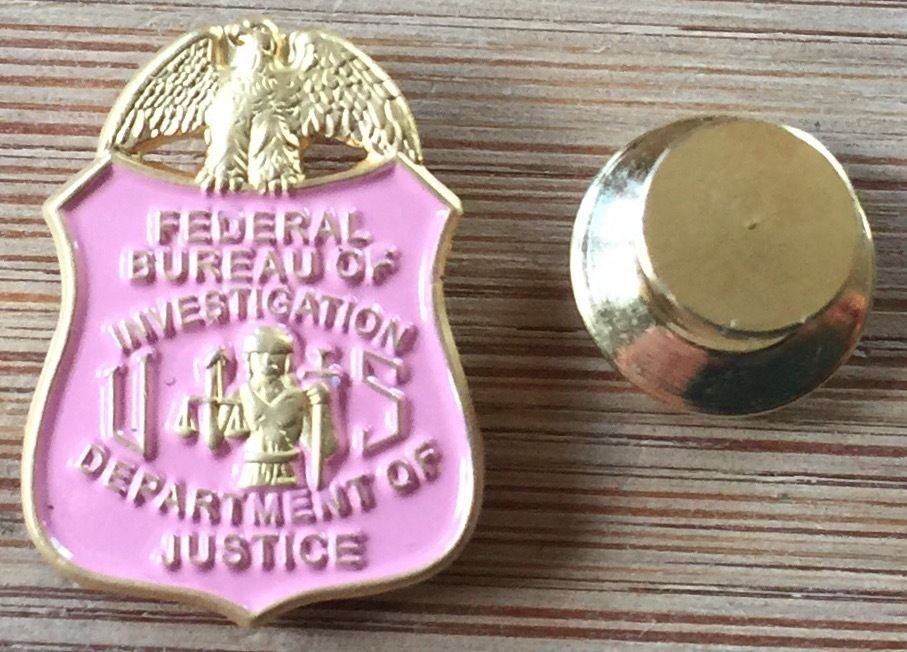 FEDERAL
BUREAU OF
INVESTIGATION
U S
DEPARTMENT OF
JUSTICE